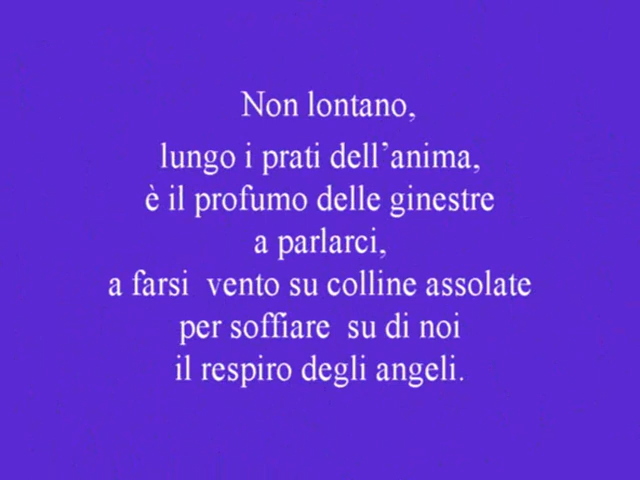 Non lontano,
lungo i prati dell’anima,
è il profumo delle ginestre
a parlarci,
a farsi  vento su colline assolate
per soffiare  su di noi
il respiro degli angeli.